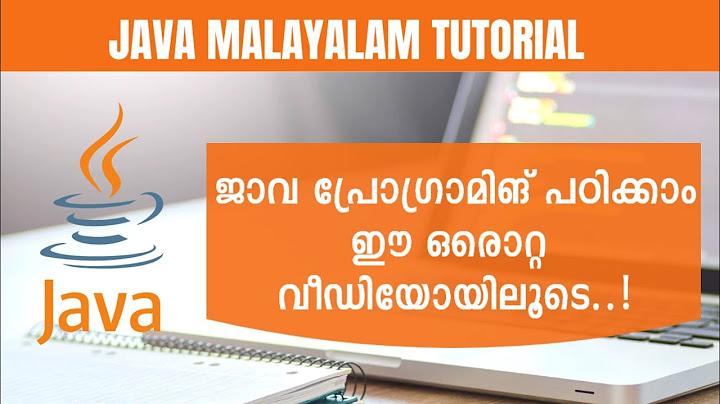 JAVA MALAYALAM TUTORIAL
ജാവ പ്രോഗ്രാമിങ് പഠിക്കാം
ഈ ഒരൊറ്റ
വീഡിയോയിലൂടെ..!
Java